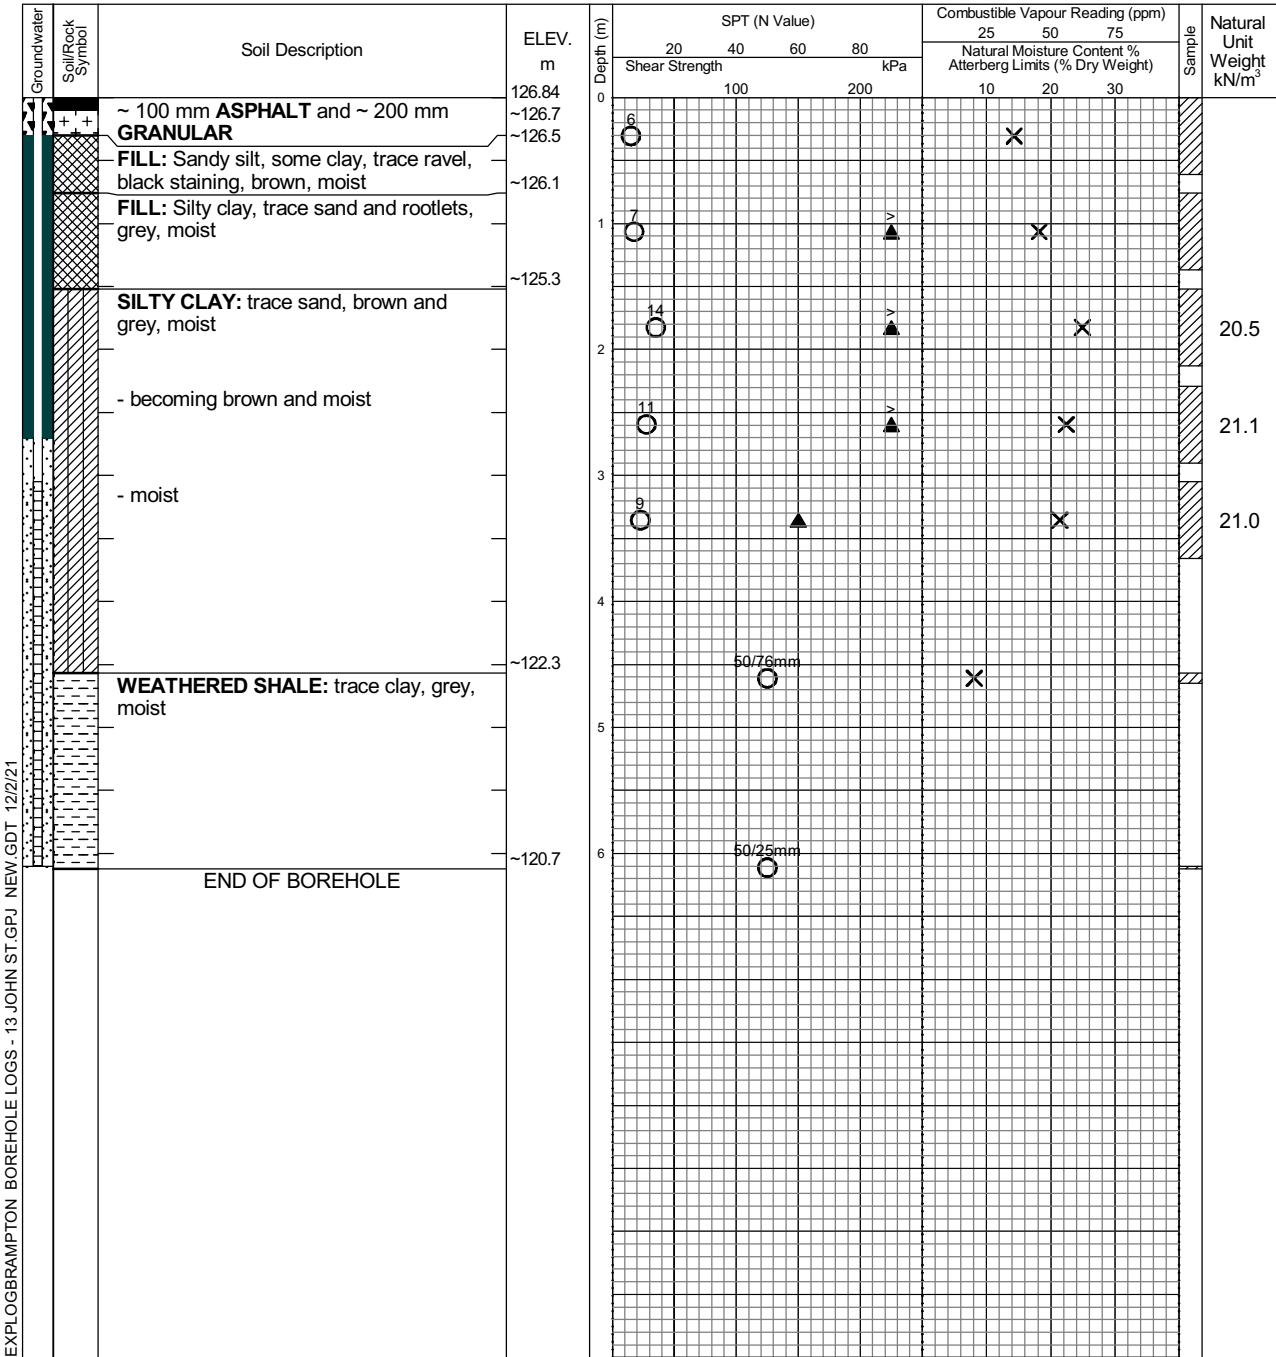 Groundwater
Soil/Rock
Symbol
Soil Description
ELEV.
m
Depth (m)
SPT (N Value)
20 40 60 80
Shear Strength kPa
100 200
Combustible Vapour Reading (ppm)
25 50 75
Natural Moisture Content %
Atterberg Limits (% Dry Weight)
10 20 30
Sample
Natural
Unit
Weight
kN/m³
126.84
0
~ 100 mm ASPHALT and ~ 200 mm
GRANULAR
~126.7
~126.5
6
FILL: Sandy silt, some clay, trace ravel,
black staining, brown, moist
~126.1
FILL: Silty clay, trace sand and rootlets,
grey, moist
7
>
1
~125.3
SILTY CLAY: trace sand, brown and
grey, moist
14
>
20.5
2
- becoming brown and moist
11
>
21.1
3
- moist
9
21.0
4
~122.3
50/76mm
WEATHERED SHALE: trace clay, grey,
moist
5
~120.7
6
50/25mm
END OF BOREHOLE
EXPLOGBRAMPTON BOREHOLE LOGS - 13 JOHN ST.GPJ NEW.GDT 12/2/21